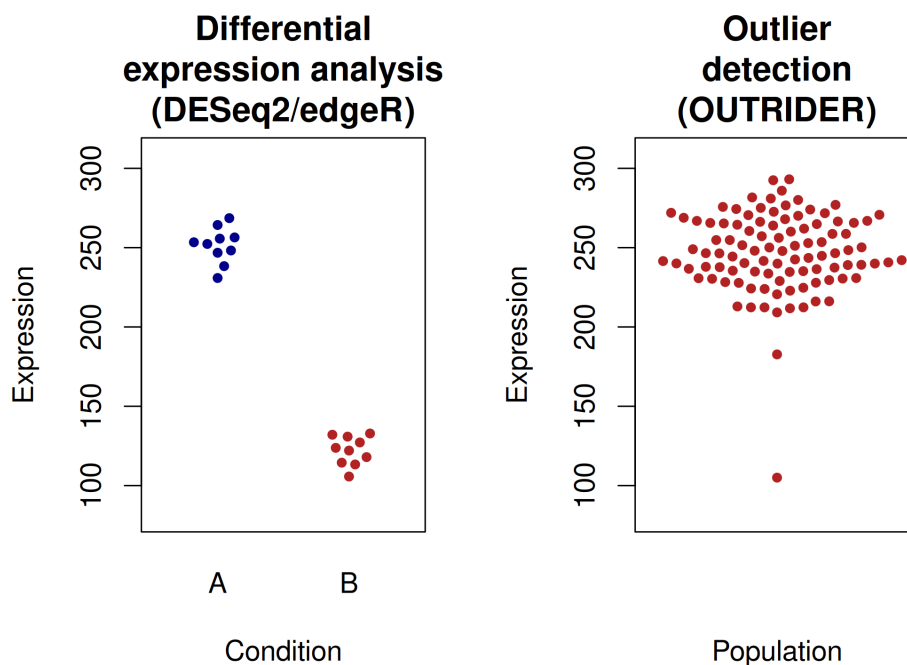 Differential
expression analysis
(DESeq2/edgeR)
Expression
300
250
200
150
100
A B
Condition
Outlier
detection
(OUTRIDER)
Expression
300
250
200
150
100
Population